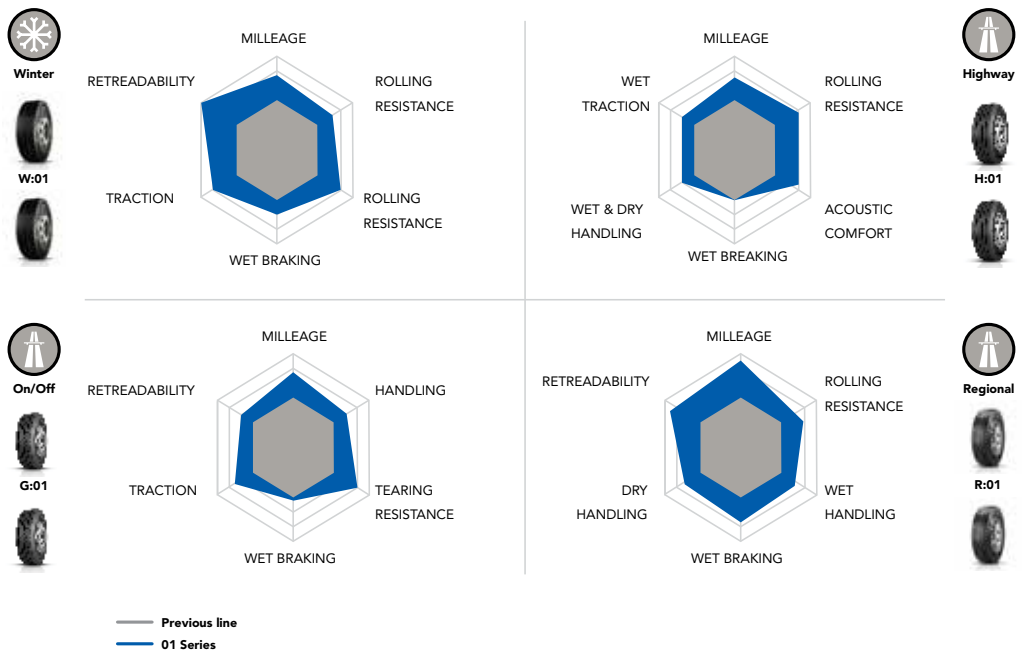 Winter
W:01
MILLEAGE
RETREADABILITY
ROLLING
RESISTANCE
TRACTION
ROLLING
RESISTANCE
WET BRAKING
MILLEAGE
WET
TRACTION
ROLLING
RESISTANCE
WET & DRY
HANDLING
ACOUSTIC
COMFORT
WET BREAKING
Highway
H:01
On/Off
G:01
MILLEAGE
RETREADABILITY
HANDLING
TRACTION
TEARING
RESISTANCE
WET BRAKING
MILLEAGE
RETREADABILITY
ROLLING
RESISTANCE
DRY
HANDLING
WET
HANDLING
WET BRAKING
Regional
R:01
Previous line
01 Series